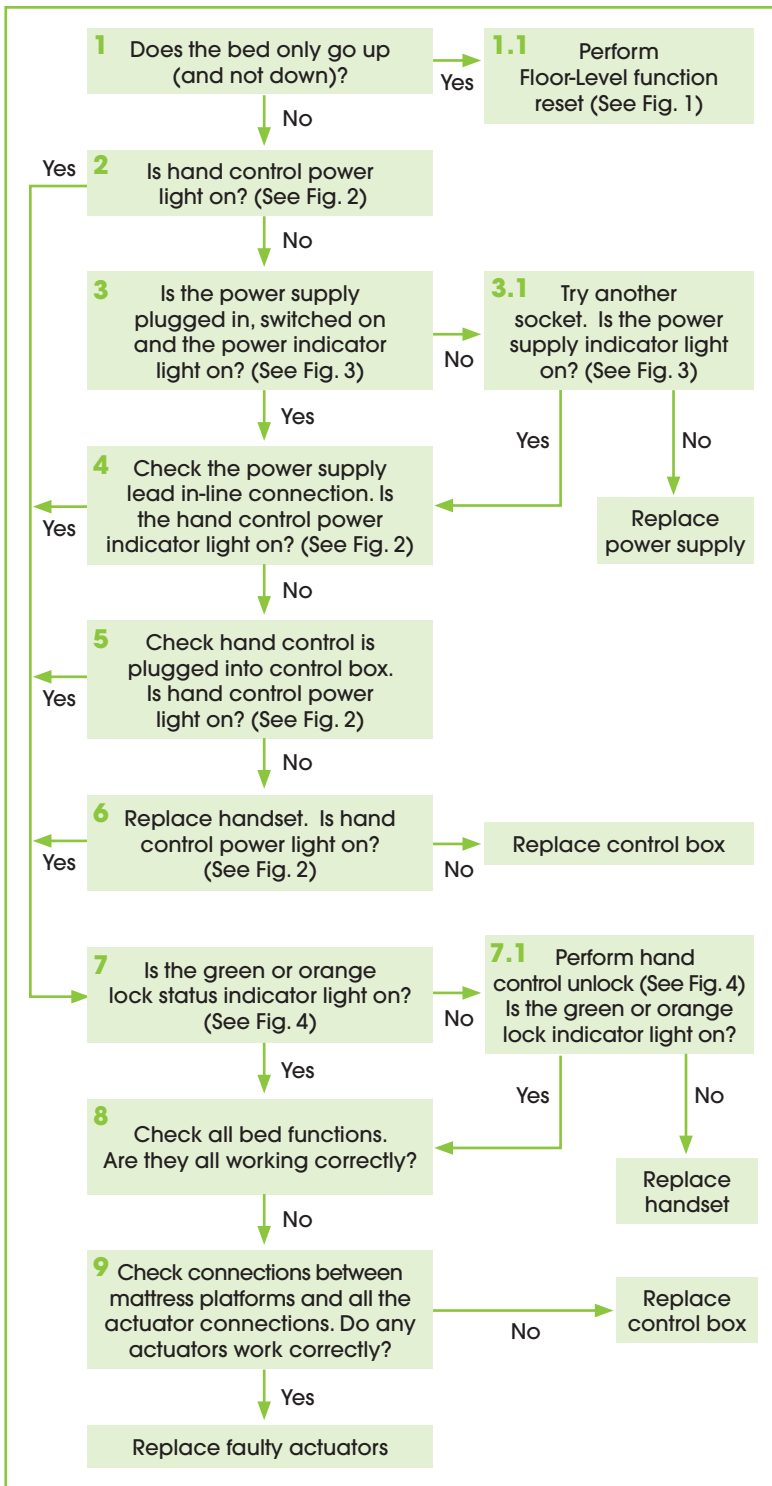 1 Does the bed only go up
(and not down)?
Yes
1.1 Perform
Floor-Level function
reset (See Fig. 1)
No
Yes
2 Is hand control power
light on? (See Fig. 2)
No
3 Is the power supply
plugged in, switched on
and the power indicator
light on? (See Fig. 3)
No
3.1 Try another
socket. Is the power
supply indicator light
on? (See Fig. 3)
Yes
Yes
No
4 Check the power supply
lead in-line connection. Is
the hand control power
indicator light on? (See Fig. 2)
Yes
Replace
power supply
No
5 Check hand control is
plugged into control box.
Is hand control power
light on? (See Fig. 2)
Yes
No
6 Replace handset. Is hand
control power light on?
(See Fig. 2)
Yes
No
Replace control box
7 Is the green or orange
lock status indicator light on?
(See Fig. 4)
No
7.1 Perform hand
control unlock (See Fig. 4)
Is the green or orange
lock indicator light on?
Yes
Yes
No
8 Check all bed functions.
Are they all working correctly?
Replace
handset
No
9 Check connections between
mattress platforms and all the
actuator connections. Do any
actuators work correctly?
No
Replace
control box
Yes
Replace faulty actuators